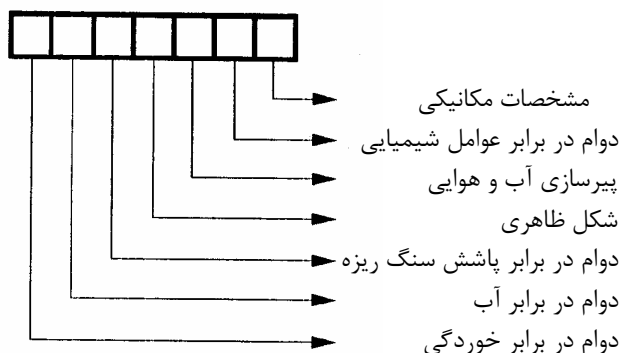 مشخصات مکانیکی
دوام در برابر عوامل شیمیایی
پیرسازی آب و هوایی
شکل ظاهری
دوام در برابر پاشش سنگ ریزه
دوام در برابر آب
دوام در برابر خوردگی